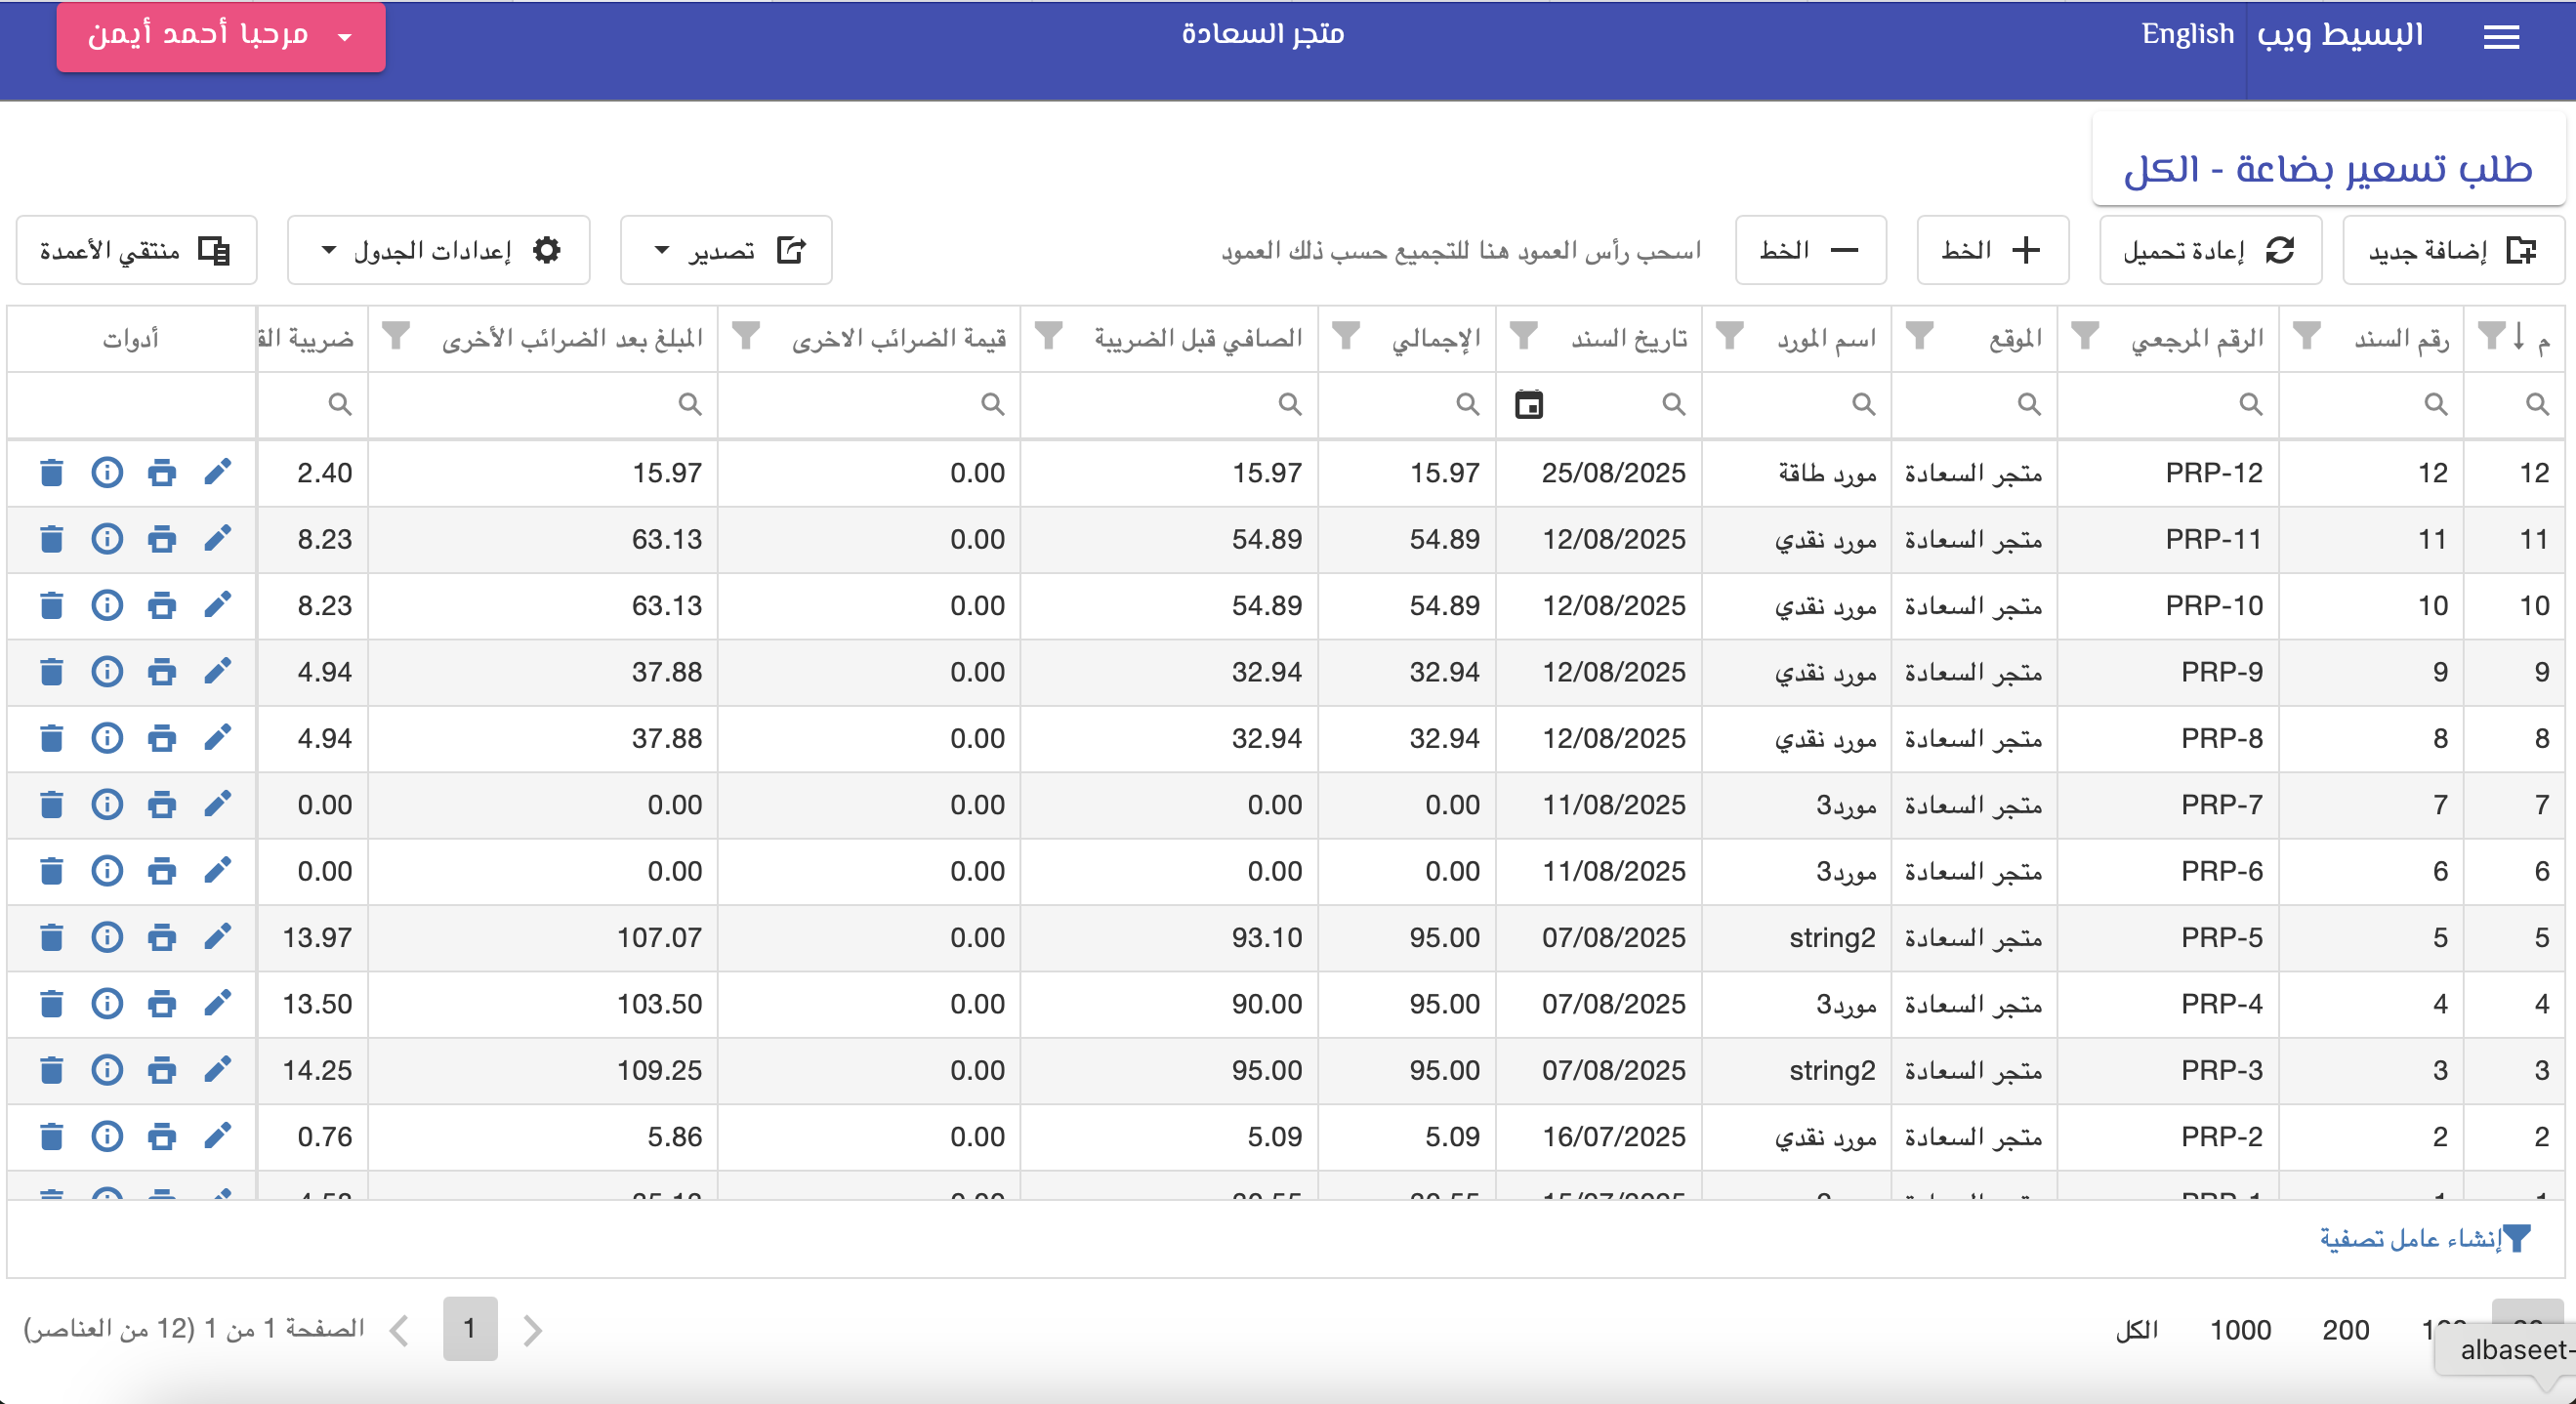 البسيط ويب English متجر السعادة مرحبا أحمد أيمن
طلب تسعير بضاعة - الكل
إضافة جديد إعادة تحميل الخط الخط اسحب رأس العمود هنا للتجميع حسب ذلك العمود تصدير إعدادات الجدول منتقي الأعمدة
م رقم السند الرقم المرجعي الموقع اسم المورد تاريخ السند الإجمالي الصافي قبل الضريبة قيمة الضرائب الاخرى المبلغ بعد الضرائب الأخرى ضريبة الق أدوات
12 12 PRP-12 متجر السعادة مورد طاقة 25/08/2025 15.97 15.97 0.00 15.97 2.40
11 11 PRP-11 متجر السعادة مورد نقدي 12/08/2025 54.89 54.89 0.00 63.13 8.23
10 10 PRP-10 متجر السعادة مورد نقدي 12/08/2025 54.89 54.89 0.00 63.13 8.23
9 9 PRP-9 متجر السعادة مورد نقدي 12/08/2025 32.94 32.94 0.00 37.88 4.94
8 8 PRP-8 متجر السعادة مورد نقدي 12/08/2025 32.94 32.94 0.00 37.88 4.94
7 7 PRP-7 متجر السعادة مورد3 11/08/2025 0.00 0.00 0.00 0.00 0.00
6 6 PRP-6 متجر السعادة مورد3 11/08/2025 0.00 0.00 0.00 0.00 0.00
5 5 PRP-5 متجر السعادة string2 07/08/2025 95.00 93.10 0.00 107.07 13.97
4 4 PRP-4 متجر السعادة مورد3 07/08/2025 95.00 90.00 0.00 103.50 13.50
3 3 PRP-3 متجر السعادة string2 07/08/2025 95.00 95.00 0.00 109.25 14.25
2 2 PRP-2 متجر السعادة مورد نقدي 16/07/2025 5.09 5.09 0.00 5.86 0.76
إنشاء عامل تصفية
200 1000 الكل 1 الصفحة 1 من 1 (12 من العناصر)
albaseet-